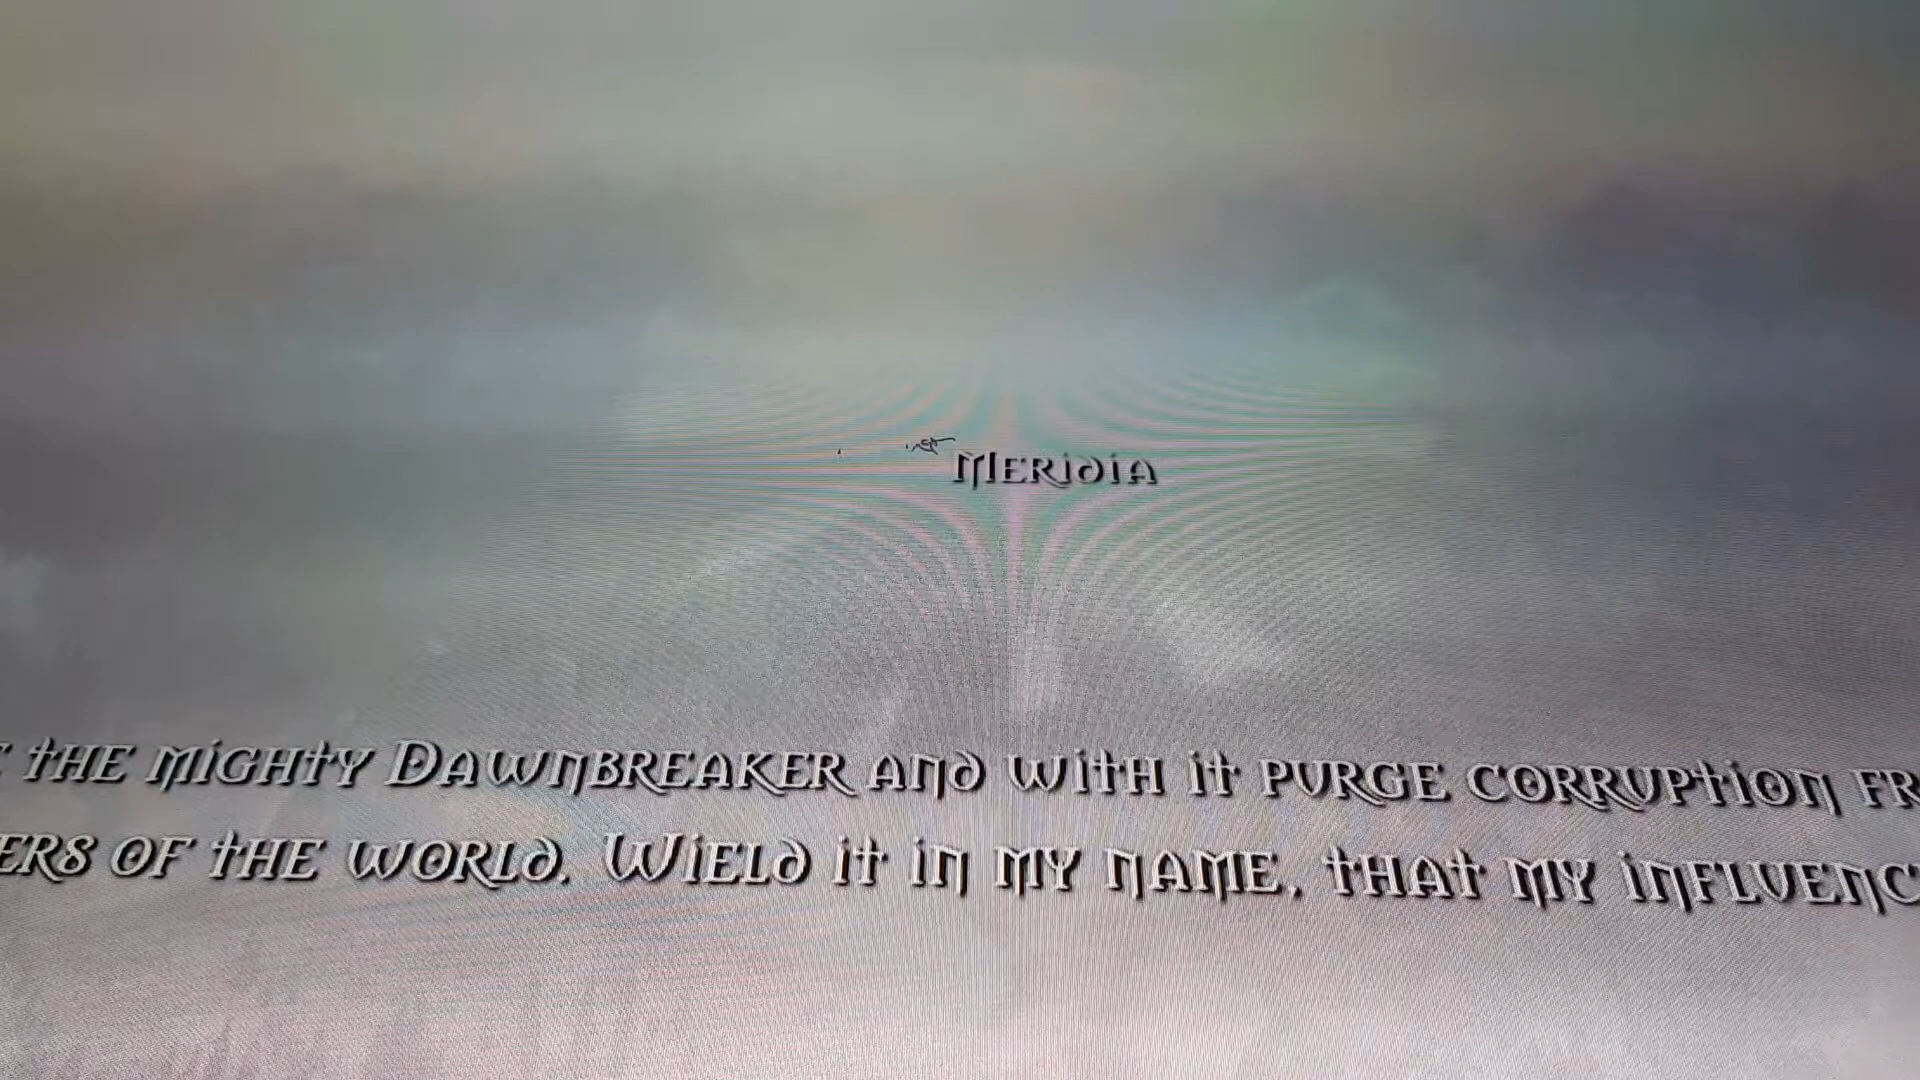 Meridia
the mighty Dawnbreaker and with it purge corruption
of the world. Wield it in my name, that my